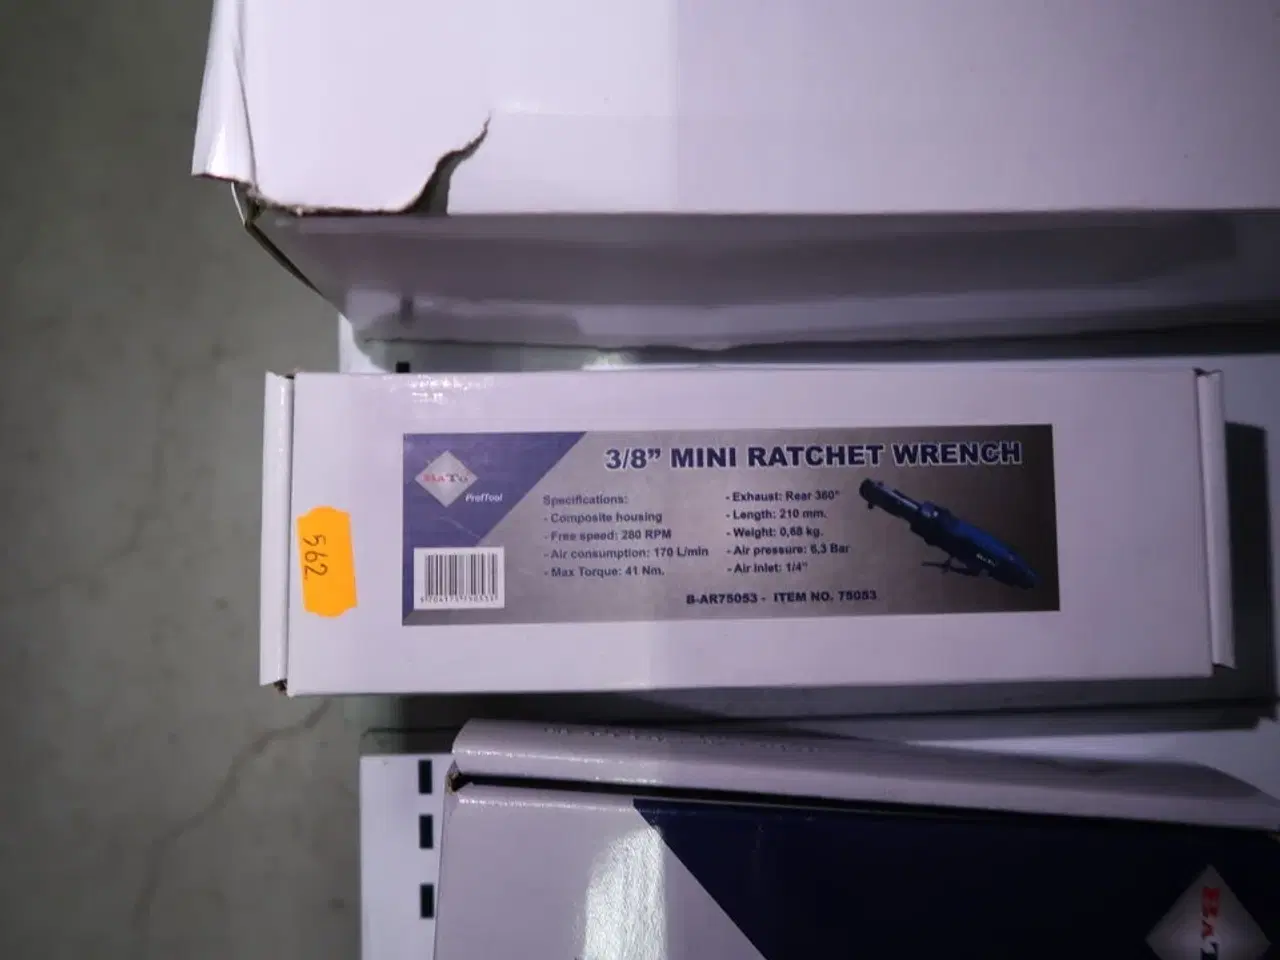 3/8” MINI RATCHET WRENCH
BATO
ProfTool
Specifications:
- Composite housing
- Free speed: 280 RPM
- Air consumption: 170 L/min
- Max Torque: 41 Nm.
- Exhaust: Rear 360°
- Length: 210 mm.
- Weight: 0,68 kg.
- Air pressure: 6,3 Bar
- Air inlet: 1/4”
B-AR75053 - ITEM NO. 75053
562
BAT